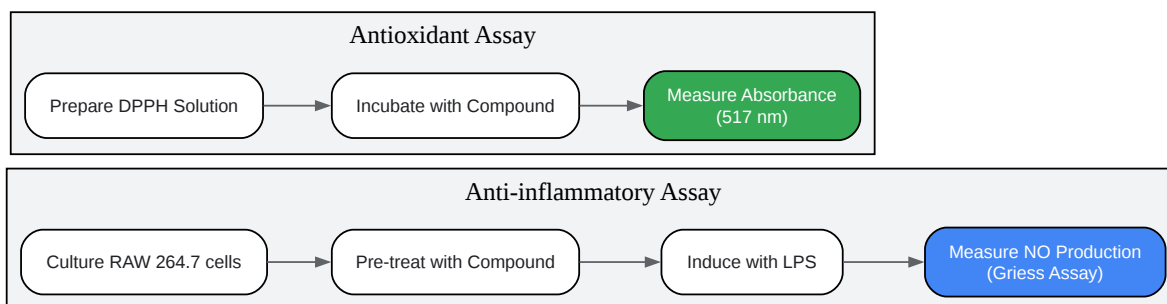 Antioxidant Assay
Prepare DPPH Solution
Incubate with Compound
Measure Absorbance
(517 nm)
Anti-inflammatory Assay
Culture RAW 264.7 cells
Pre-treat with Compound
Induce with LPS
Measure NO Production
(Griess Assay)